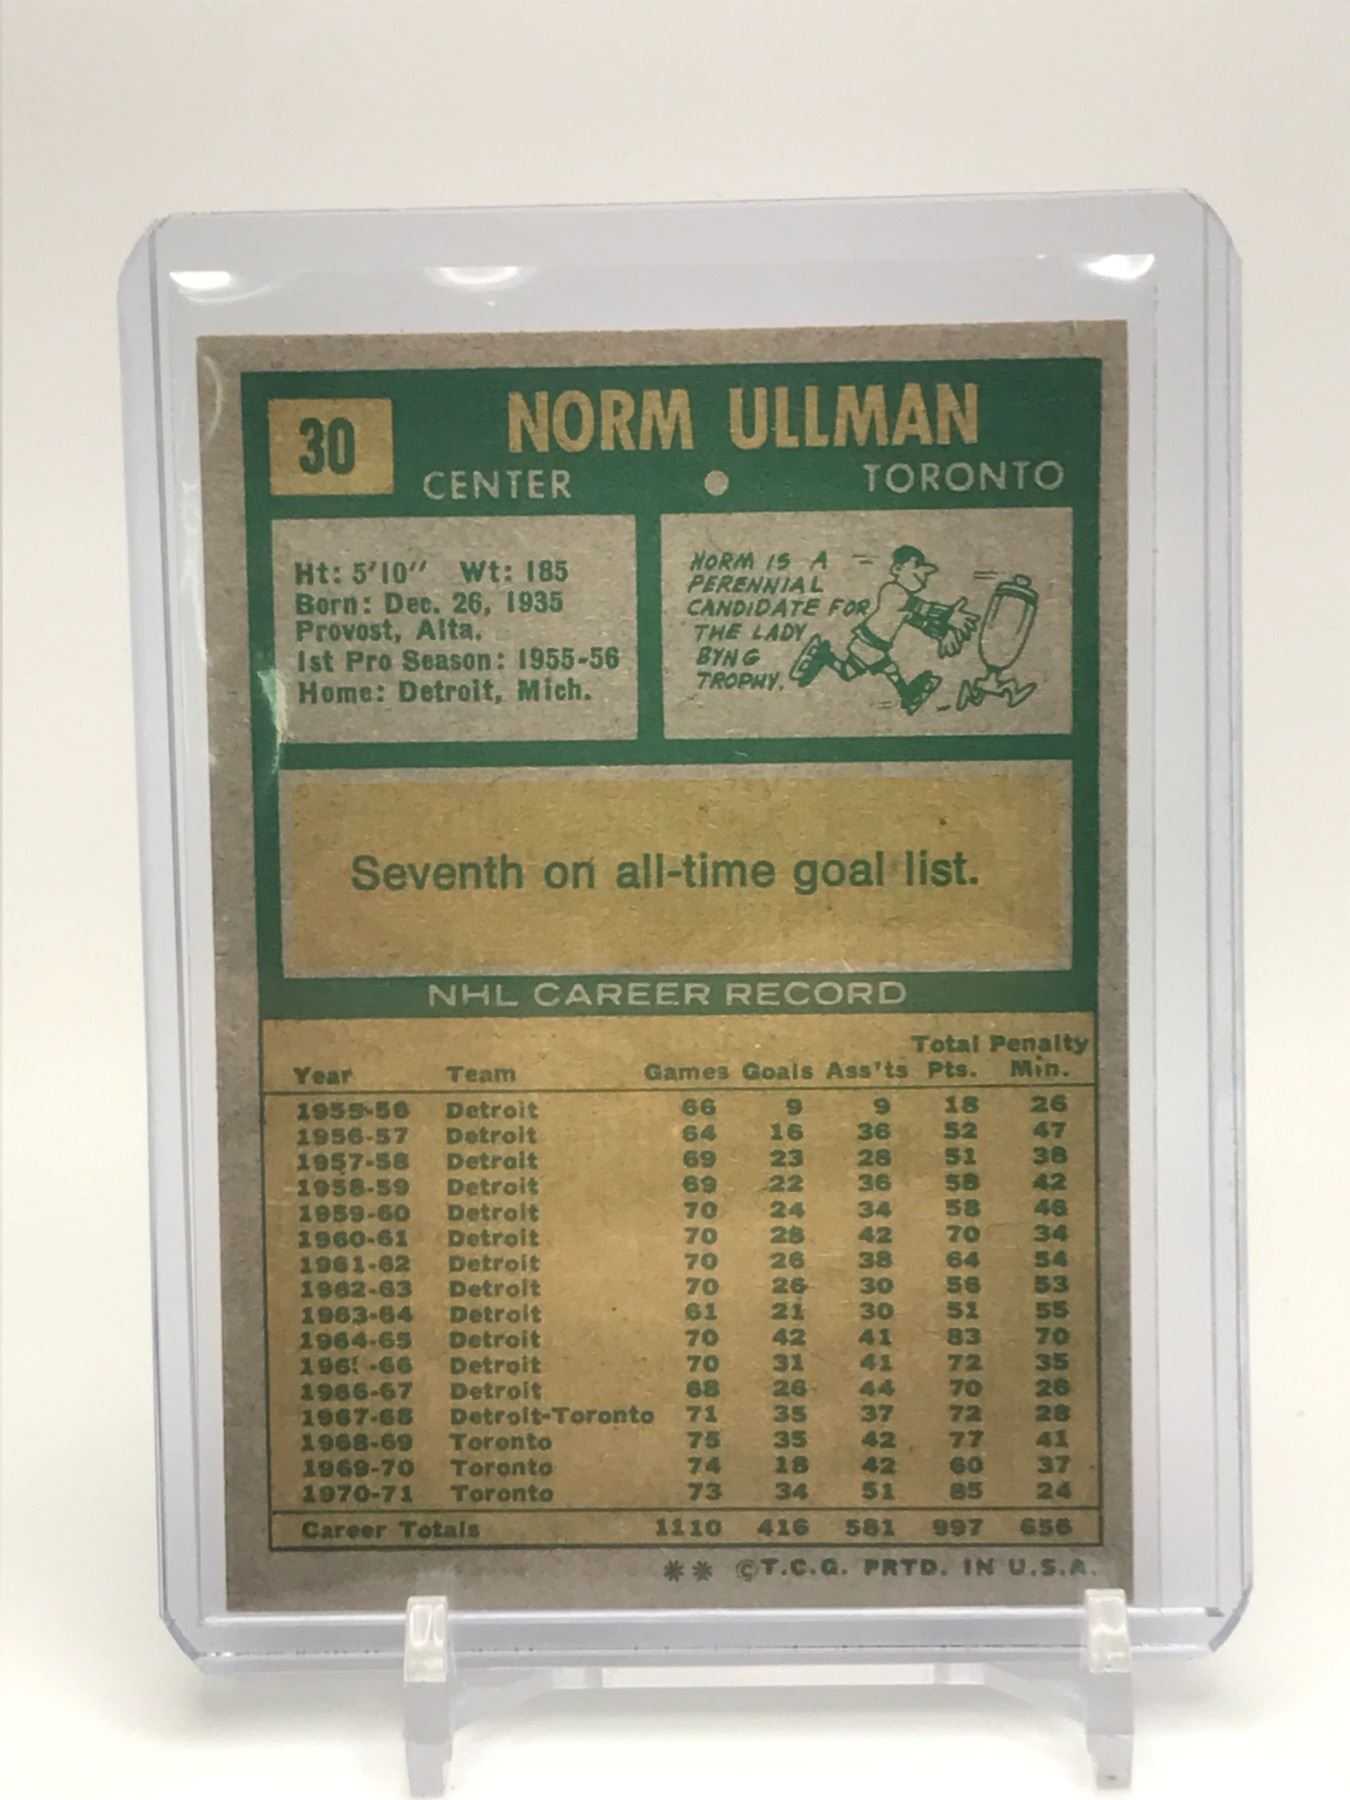 30
NORM ULLMAN
CENTER • TORONTO
Ht: 5'10" Wt: 185
Born: Dec. 26, 1935
Provost, Alta.
1st Pro Season: 1955-56
Home: Detroit, Mich.
NORM IS A
PERENNIAL
CANDIDATE FOR
THE LADY
BYNG
TROPHY.
Seventh on all-time goal list.
NHL CAREER RECORD
Total Penalty
Year Team Games Goals Ass'ts Pts. Min.
1955-56 Detroit 66 9 9 18 26
1956-57 Detroit 64 16 36 52 47
1957-58 Detroit 69 23 28 51 38
1958-59 Detroit 69 22 36 58 42
1959-60 Detroit 70 24 34 58 46
1960-61 Detroit 70 28 42 70 34
1961-62 Detroit 70 26 38 64 54
1962-63 Detroit 70 26 30 56 53
1963-64 Detroit 61 21 30 51 55
1964-65 Detroit 70 42 41 83 70
-66 Detroit 70 31 41 72 35
1966-67 Detroit 68 26 44 70 26
1967-68 Detroit-Toronto 71 35 37 72 28
1968-69 Toronto 75 35 42 77 41
1969-70 Toronto 74 18 42 60 37
1970-71 Toronto 73 34 51 85 24
Career Totals 1110 416 581 997 656
** ©T.C.G. PRTD. IN U.S.A.